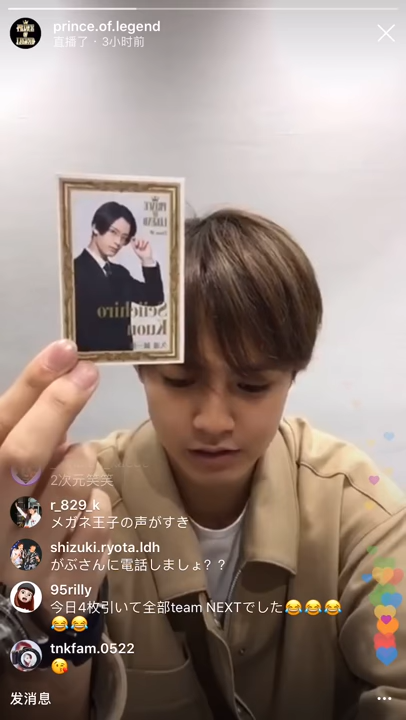 prince.of.legend
直播了・3小时前
PRINCE
OF
LEGEND
Seiichiro
Kuon
2次元笑笑
r_829_k
メガネ王子の声がすき
shizuki.ryota.ldh
がぶさんに電話しましょ？？
95rilly
今日4枚引いて全部team NEXTでした😂😂😂
😂😂
tnkfam.0522
😘
发消息